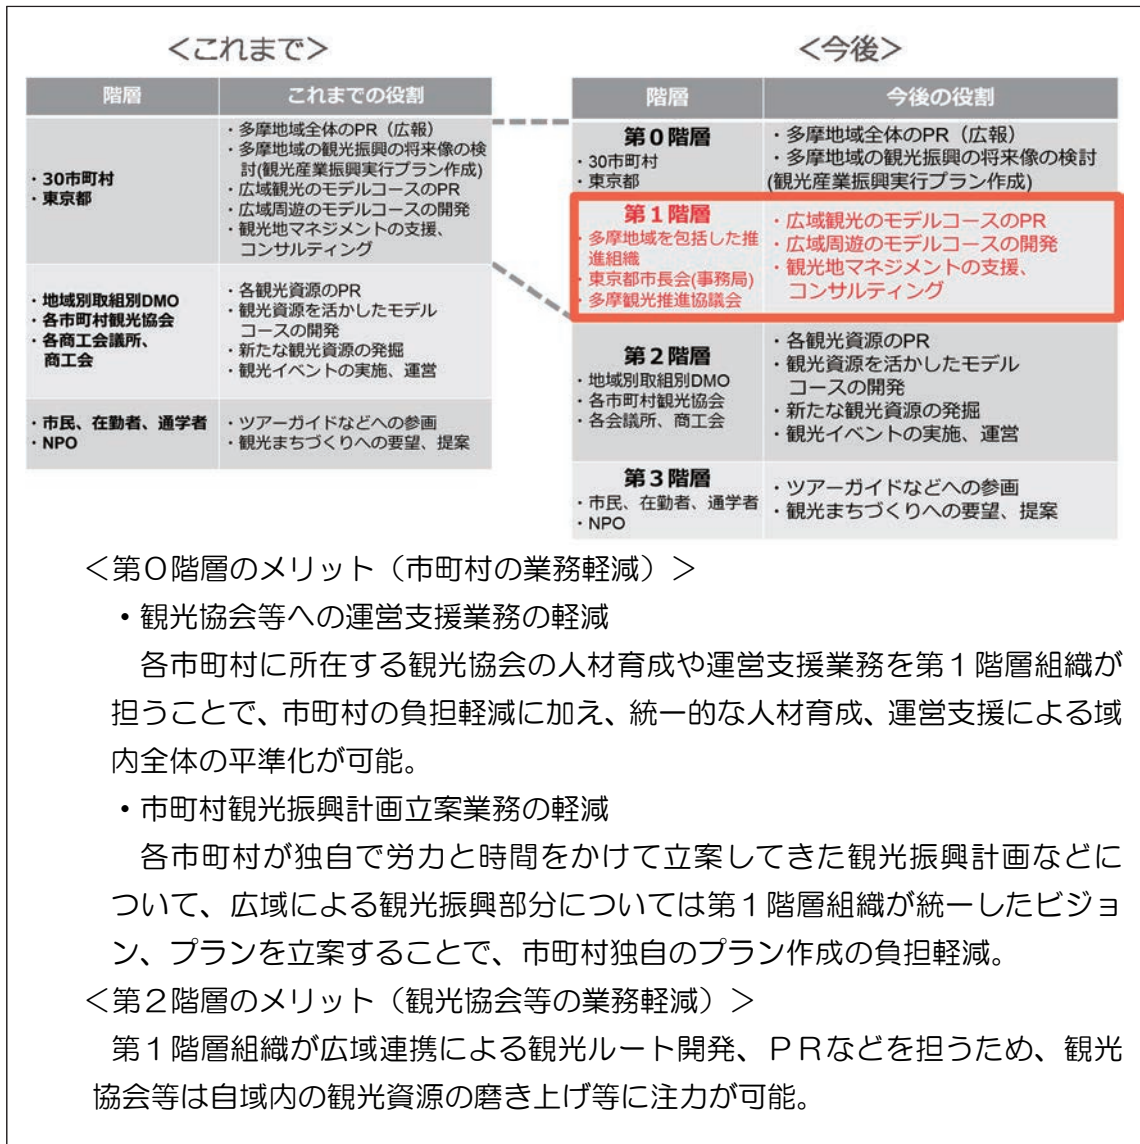 <これまで>
階層
これまでの役割
・30市町村
・東京都
・多摩地域全体のPR（広報）
・多摩地域の観光振興の将来像の検
討(観光産業振興実行プラン作成)
・広域観光のモデルコースのPR
・広域周遊のモデルコースの開発
・観光地マネジメントの支援、
コンサルティング
・地域別取組別DMO
・各市町村観光協会
・各商工会議所、
商工会
・各観光資源のPR
・観光資源を活かしたモデル
コースの開発
・新たな観光資源の発掘
・観光イベントの実施、運営
・市民、在勤者、通学者
・NPO
・ツアーガイドなどへの参画
・観光まちづくりへの要望、提案
<今後>
階層
今後の役割
第０階層
・30市町村
・東京都
・多摩地域全体のPR（広報）
・多摩地域の観光振興の将来像の検討
(観光産業振興実行プラン作成)
第１階層
・多摩地域を包括した推
進組織
・東京都市長会(事務局)
・多摩観光推進協議会
・広域観光のモデルコースのPR
・広域周遊のモデルコースの開発
・観光地マネジメントの支援、
コンサルティング
第２階層
・地域別取組別DMO
・各市町村観光協会
・各会議所、商工会
・各観光資源のPR
・観光資源を活かしたモデル
コースの開発
・新たな観光資源の発掘
・観光イベントの実施、運営
第３階層
・市民、在勤者、通学者
・NPO
・ツアーガイドなどへの参画
・観光まちづくりへの要望、提案
＜第０階層のメリット（市町村の業務軽減）＞
・観光協会等への運営支援業務の軽減
各市町村に所在する観光協会の人材育成や運営支援業務を第１階層組織が
担うことで、市町村の負担軽減に加え、統一的な人材育成、運営支援による域
内全体の平準化が可能。
・市町村観光振興計画立案業務の軽減
各市町村が独自で労力と時間をかけて立案してきた観光振興計画などに
ついて、広域による観光振興部分については第１階層組織が統一したビジョ
ン、プランを立案することで、市町村独自のプラン作成の負担軽減。
＜第２階層のメリット（観光協会等の業務軽減）＞
第１階層組織が広域連携による観光ルート開発、ＰＲなどを担うため、観光
協会等は自域内の観光資源の磨き上げ等に注力が可能。